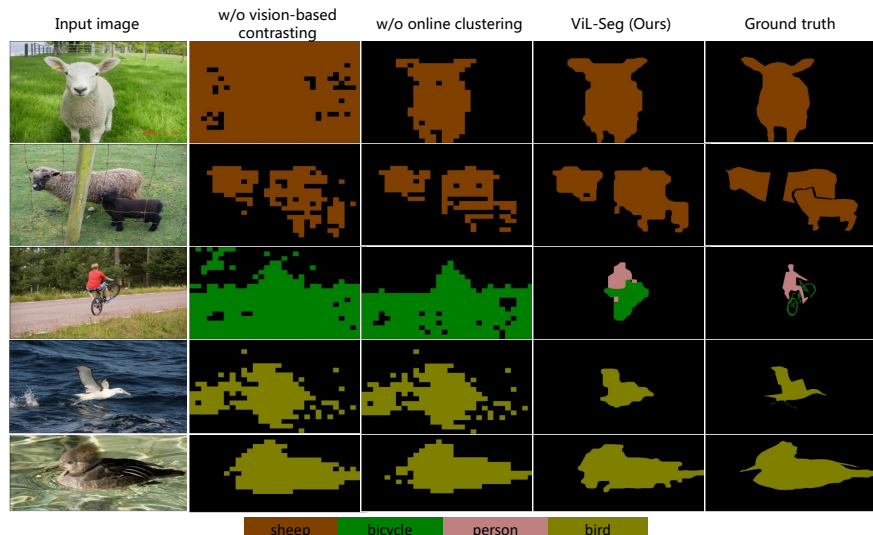 Input image
w/o vision-based
contrasting
w/o online clustering
ViL-Seg (Ours)
Ground truth
sheep
bicycle
person
bird